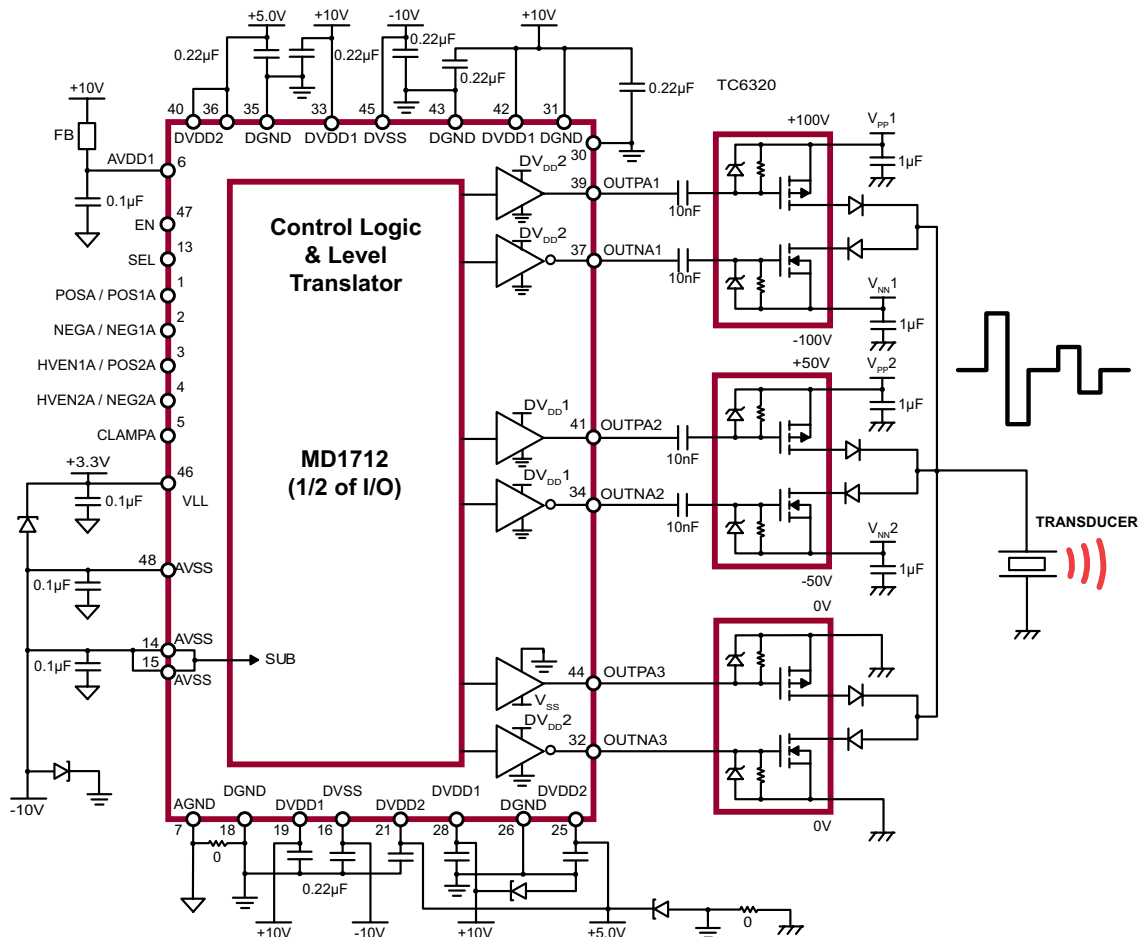 +5.0V
+10V
-10V
+10V
0.22µF
0.22µF
0.22µF
0.22µF
0.22µF
TC6320
+10V
FB
40
36
35
33
45
43
42
31
DVDD2
DGND
DVDD1
DVSS
DGND
DVDD1
DGND
30
+100V
VPP1
1µF
AVDD1
6
0.1µF
47
EN
13
SEL
1
POSA / POS1A
2
NEGA / NEG1A
3
HVEN1A / POS2A
4
HVEN2A / NEG2A
5
CLAMPA
+3.3V
46
VLL
0.1µF
48
AVSS
0.1µF
14
AVSS
15
AVSS
0.1µF
SUB
-10V
Control Logic
& Level
Translator
MD1712
(1/2 of I/O)
DVDD2
39
OUTPA1
10nF
DVDD2
37
OUTNA1
10nF
VNN1
1µF
-100V
+50V
VPP2
1µF
DVDD1
41
OUTPA2
10nF
DVDD1
34
OUTNA2
10nF
VNN2
1µF
-50V
TRANSDUCER
0V
44
OUTPA3
VSS
DVDD2
32
OUTNA3
0V
AGND
DGND
DVDD1
DVSS
DVDD2
DVDD1
DGND
DVDD2
7
18
19
16
21
28
26
25
0
0.22µF
0
+10V
-10V
+10V
+5.0V